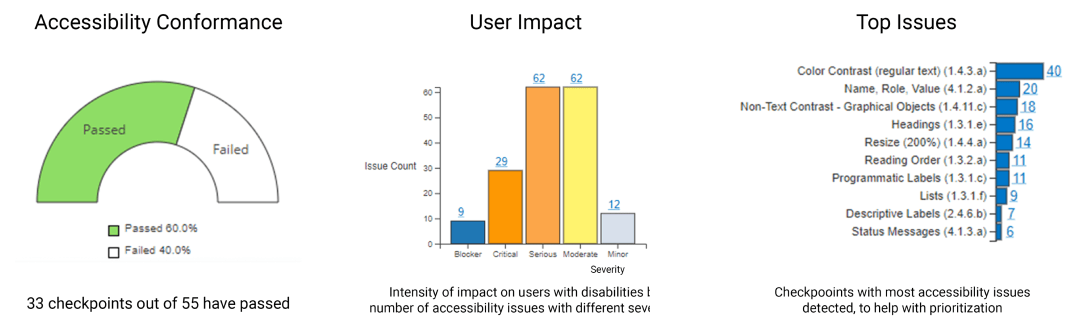 Accessibility Conformance
Passed
Failed
Passed 60.0%
Failed 40.0%
33 checkpoints out of 55 have passed
User Impact
62
62
60
50
40
Issue Count
30
29
20
10
12
9
0
Blocker
Critical
Serious
Moderate
Minor
Severity
Intensity of impact on users with disabilities
number of accessibility issues with different
Top Issues
Color Contrast (regular text) (1.4.3.a) 40
Name, Role, Value (4.1.2.a) 20
Non-Text Contrast - Graphical Objects (1.4.11.c) 18
Headings (1.3.1.e) 16
Resize (200%) (1.4.4.a) 14
Reading Order (1.3.2.a) 11
Programmatic Labels (1.3.1.c) 11
Lists (1.3.1.f) 9
Descriptive Labels (2.4.6.b) 7
Status Messages (4.1.3.a) 6
Checkpooints with most accessibility issues
detected, to help with prioritization